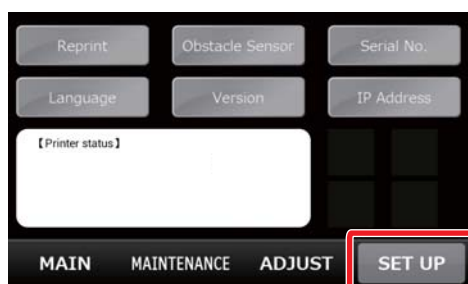 Reprint Obstacle Sensor Serial No.
Language Version IP Address
【Printer status】
MAIN MAINTENANCE ADJUST SET UP